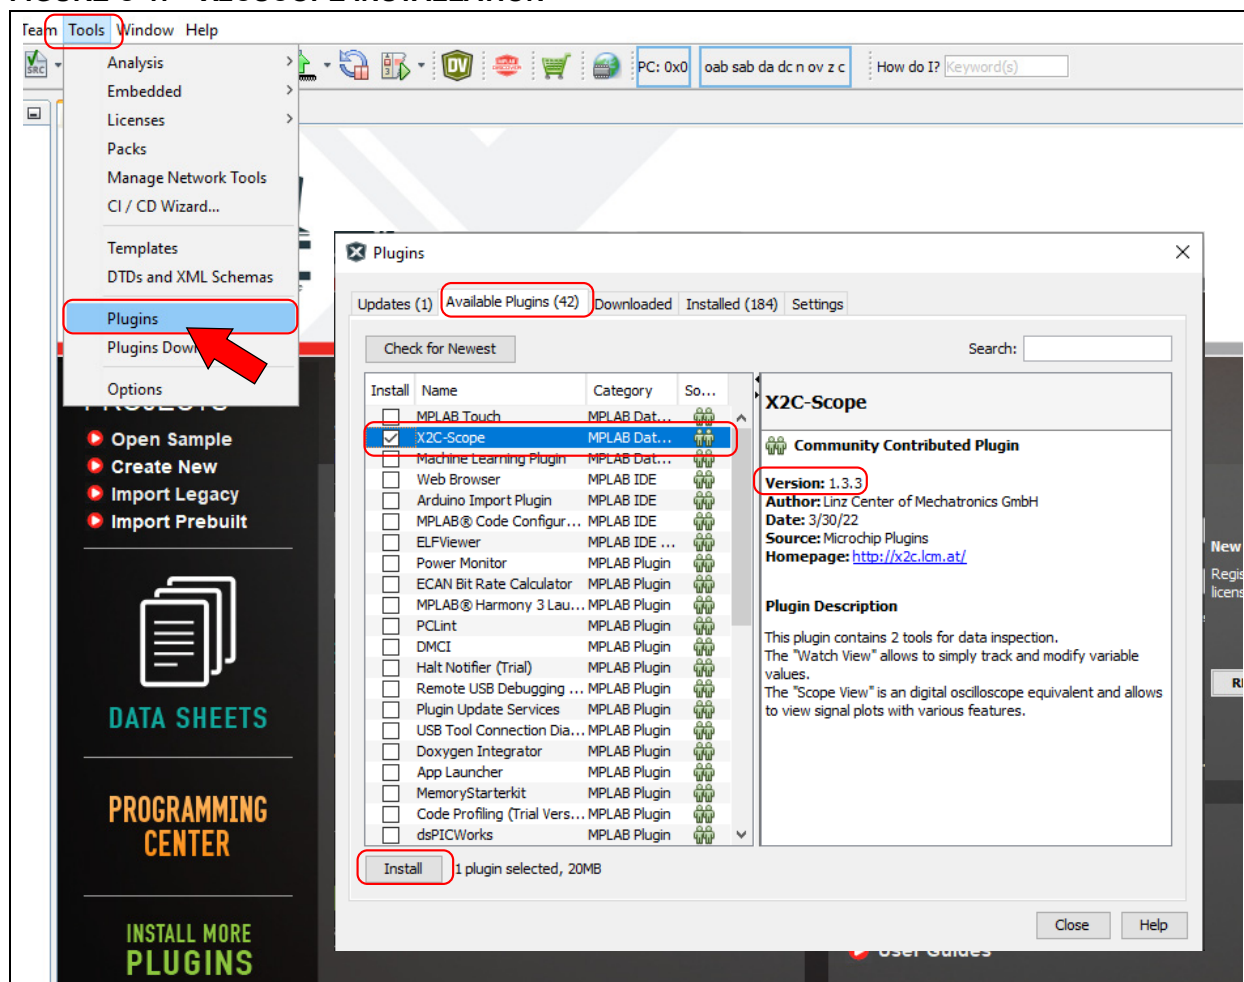 Team Tools Window Help
SRC
DV
PC: 0x0
oab sab da dc n ov z c
How do I? Keyword(s)
Analysis
Embedded
Licenses
Packs
Manage Network Tools
CI / CD Wizard...
Templates
DTDs and XML Schemas
Plugins
Plugins Dow
Options
Open Sample
Create New
Import Legacy
Import Prebuilt
DATA SHEETS
PROGRAMMING
CENTER
INSTALL MORE
PLUGINS
Plugins
Updates (1) Available Plugins (42) Downloaded Installed (184) Settings
Check for Newest
Search:
Install Name Category So...
MPLAB Touch MPLAB Dat...
X2C-Scope MPLAB Dat...
Machine Learning Plugin MPLAB Dat...
Web Browser MPLAB IDE
Arduino Import Plugin MPLAB IDE
MPLAB® Code Configur... MPLAB IDE
ELFViewer MPLAB IDE ...
Power Monitor MPLAB Plugin
ECAN Bit Rate Calculator MPLAB Plugin
MPLAB® Harmony 3 Lau... MPLAB Plugin
PCLint MPLAB Plugin
DMCI MPLAB Plugin
Halt Notifier (Trial) MPLAB Plugin
Remote USB Debugging ... MPLAB Plugin
Plugin Update Services MPLAB Plugin
USB Tool Connection Dia... MPLAB Plugin
Doxygen Integrator MPLAB Plugin
App Launcher MPLAB Plugin
MemoryStarterkit MPLAB Plugin
Code Profiling (Trial Vers... MPLAB Plugin
dsPICWorks MPLAB Plugin
X2C-Scope
Community Contributed Plugin
Version: 1.3.3
Author: Linz Center of Mechatronics GmbH
Date: 3/30/22
Source: Microchip Plugins
Homepage: http://x2c.lcm.at/
Plugin Description
This plugin contains 2 tools for data inspection.
The "Watch View" allows to simply track and modify variable
values.
The "Scope View" is an digital oscilloscope equivalent and allows
to view signal plots with various features.
Install 1 plugin selected, 20MB
Close Help
New
Regis
licens
User Guides